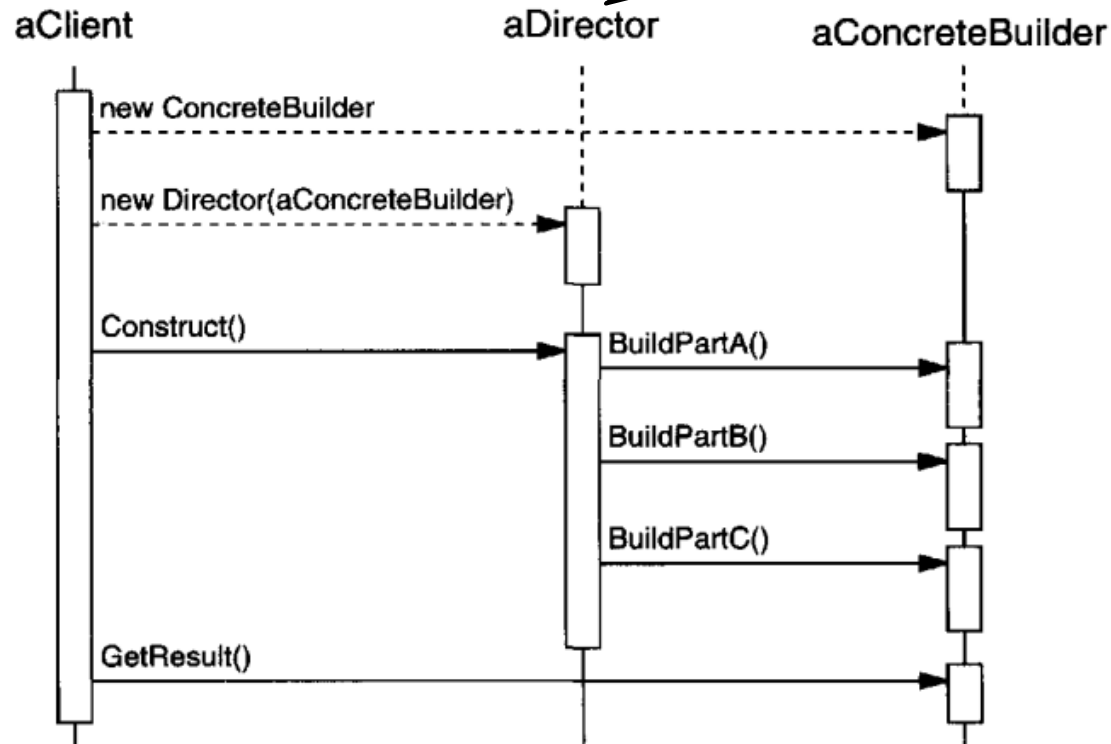 aClient aDirector aConcreteBuilder
new ConcreteBuilder
new Director(aConcreteBuilder)
Construct()
BuildPartA()
BuildPartB()
BuildPartC()
GetResult()